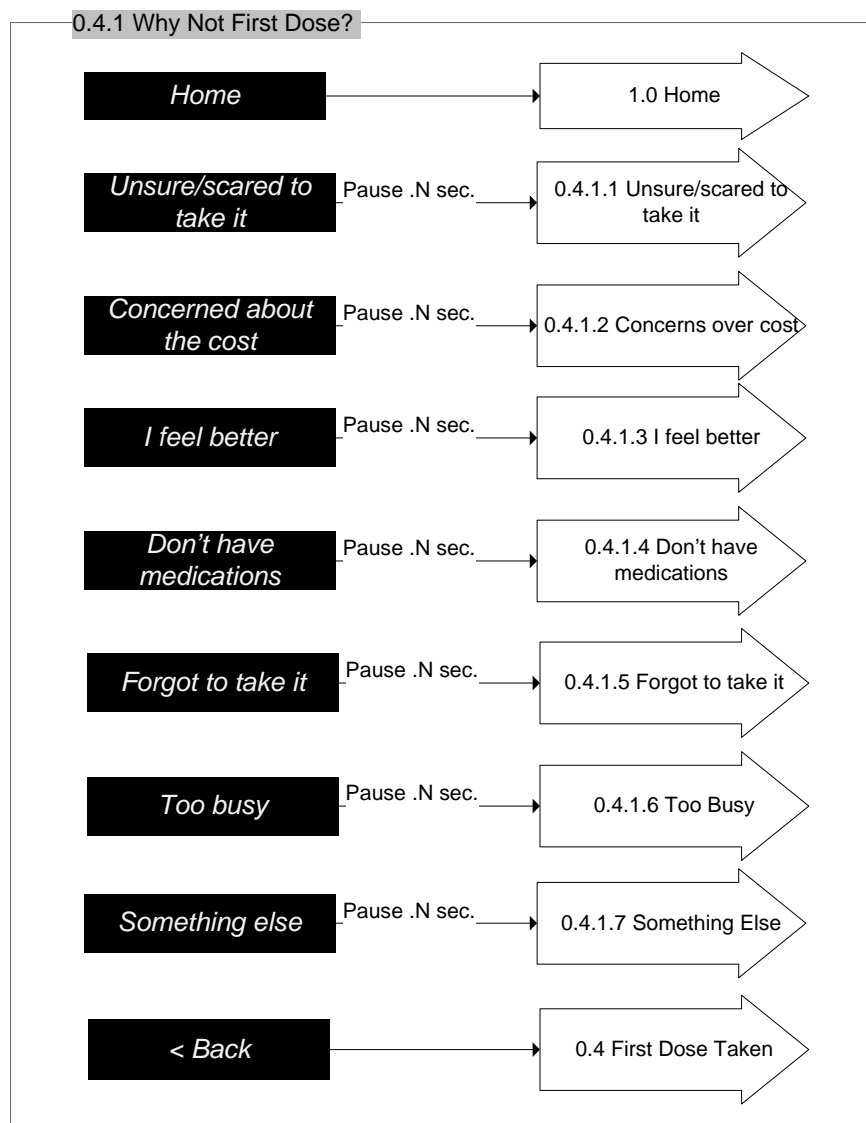 0.4.1 Why Not First Dose?
Home
1.0 Home
Unsure/scared to
take it
Pause .N sec.
0.4.1.1 Unsure/scared to
take it
Concerned about
the cost
Pause .N sec.
0.4.1.2 Concerns over cost
I feel better
Pause .N sec.
0.4.1.3 I feel better
Don’t have
medications
Pause .N sec.
0.4.1.4 Don’t have
medications
Forgot to take it
Pause .N sec.
0.4.1.5 Forgot to take it
Too busy
Pause .N sec.
0.4.1.6 Too Busy
Something else
Pause .N sec.
0.4.1.7 Something Else
< Back
0.4 First Dose Taken